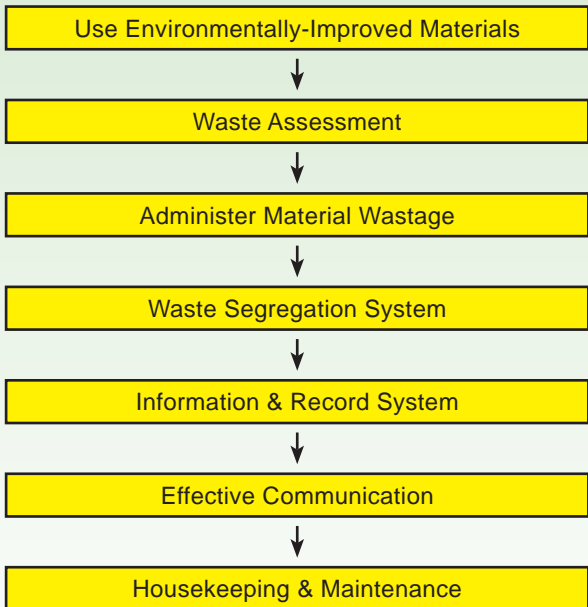 Use Environmentally-Improved Materials
Waste Assessment
Administer Material Wastage
Waste Segregation System
Information & Record System
Effective Communication
Housekeeping & Maintenance